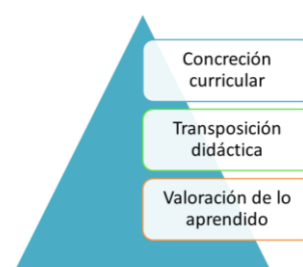 Concreción
curricular
Transposición
didáctica
Valoración de lo
aprendido